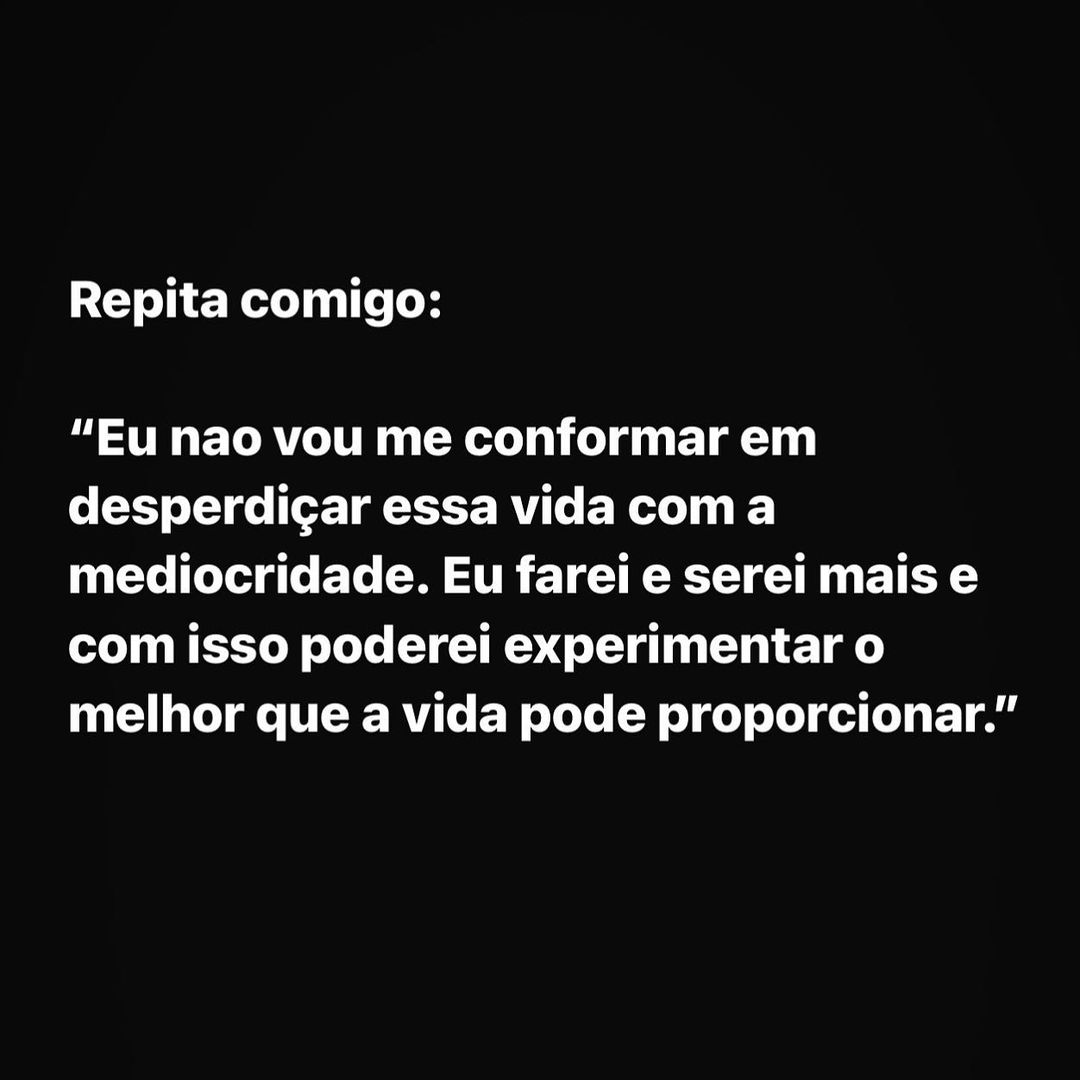 Repita comigo:
“Eu nao vou me conformar em
desperdiçar essa vida com a
mediocridade. Eu farei e serei mais e
com isso poderei experimentar o
melhor que a vida pode proporcionar.”